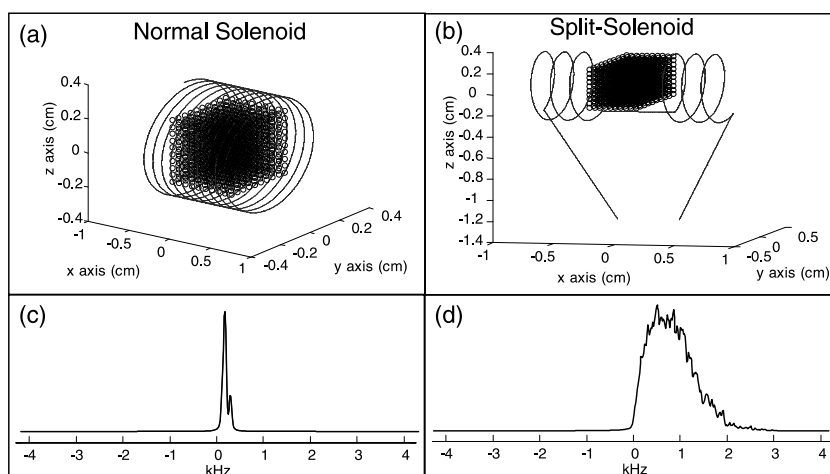 (a) Normal Solenoid
0.4
0.2
0
-0.2
-0.4
z axis (cm)
-1
-0.5
0
0.5
1
x axis (cm)
-0.4
-0.2
0
0.2
0.4
y axis (cm)
(b) Split-Solenoid
0.4
0.2
0
-0.2
-0.4
-0.6
-0.8
-1
-1.2
-1.4
z axis (cm)
-1
-0.5
0
0.5
1
x axis (cm)
-0.5
0
0.5
y axis (cm)
(c)
-4 -3 -2 -1 0 1 2 3 4
kHz
(d)
-4 -3 -2 -1 0 1 2 3 4
kHz